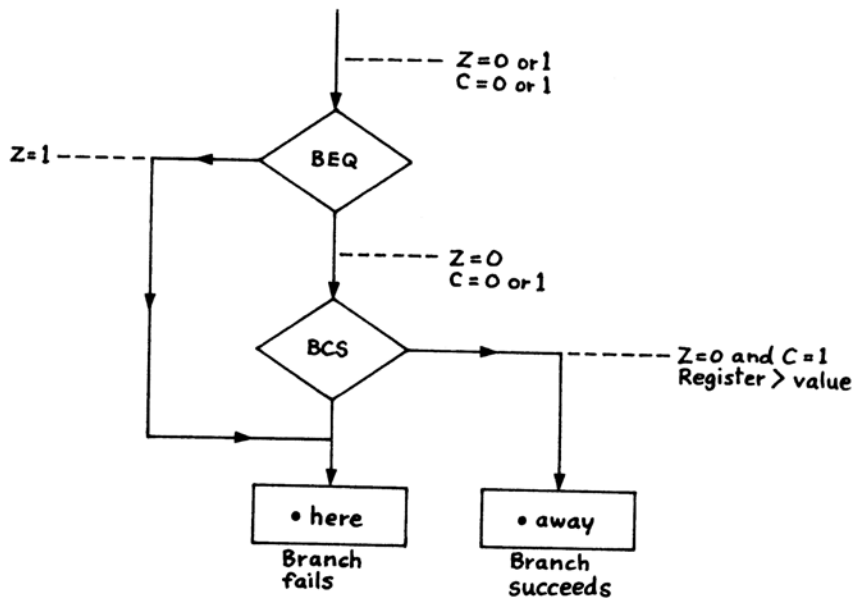 Z=0 or 1
C=0 or 1
Z=1
BEQ
Z=0
C=0 or 1
BCS
Z=0 and C=1
Register > value
• here
• away
Branch
fails
Branch
succeeds